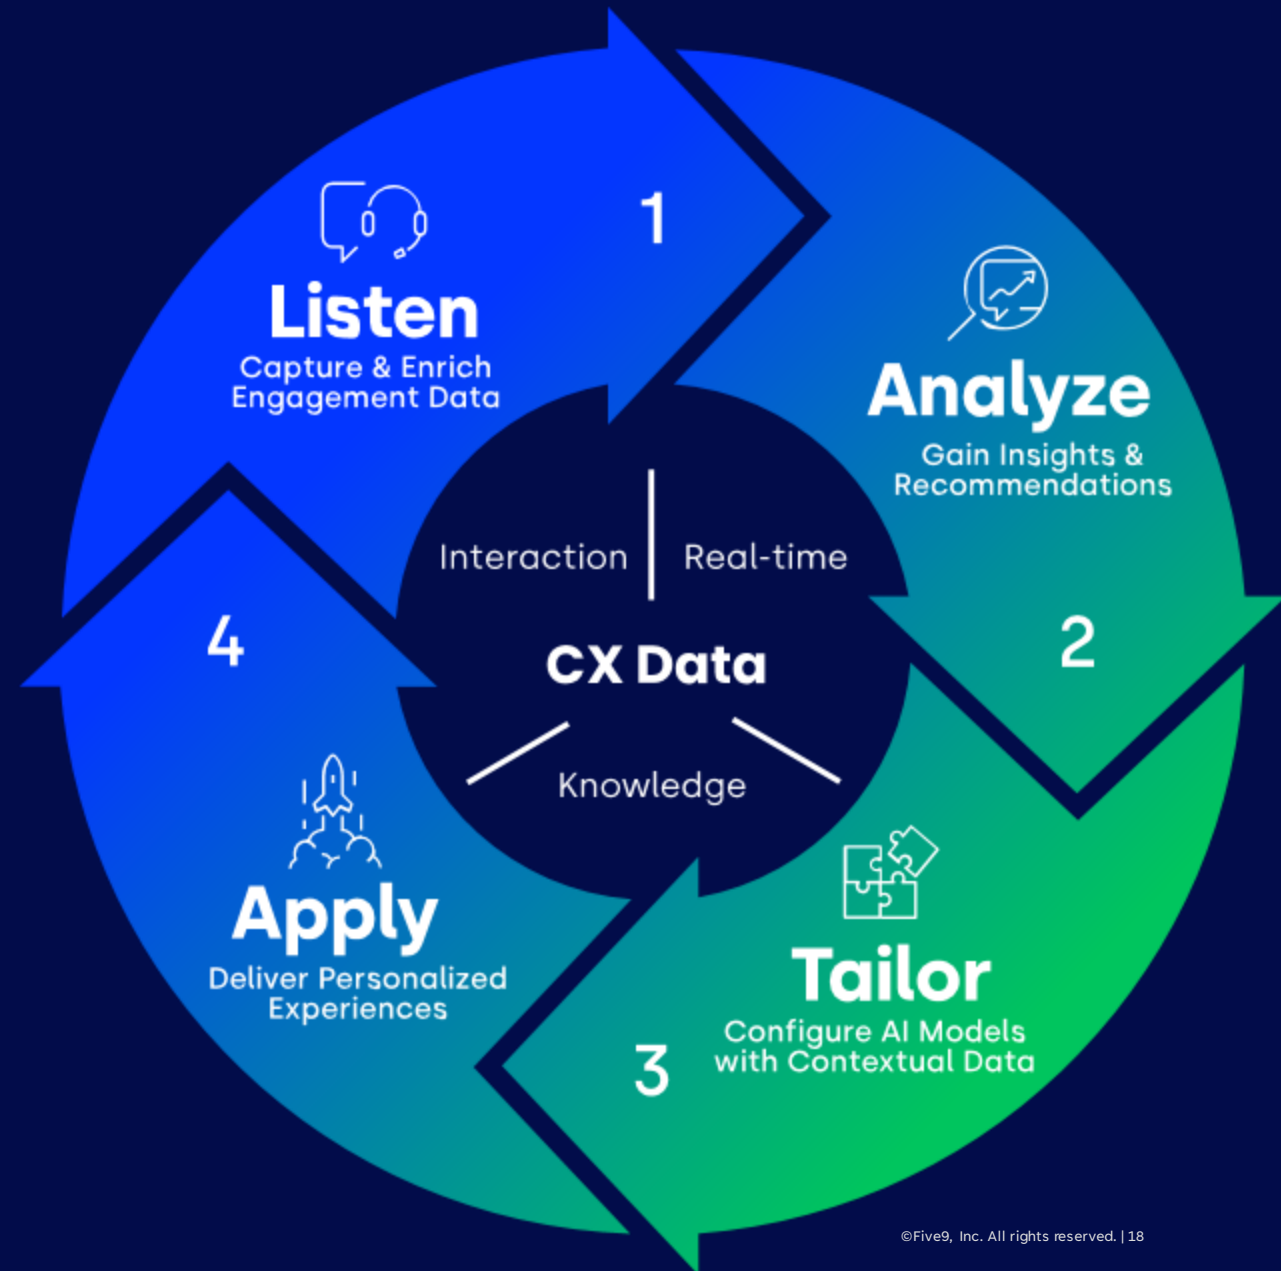 1
Listen
Capture & Enrich
Engagement Data
Analyze
Gain Insights &
Recommendations
2
Interaction
Real-time
CX Data
Knowledge
Tailor
Configure AI Models
with Contextual Data
3
4
Apply
Deliver Personalized
Experiences
©Five9, Inc. All rights reserved. | 18